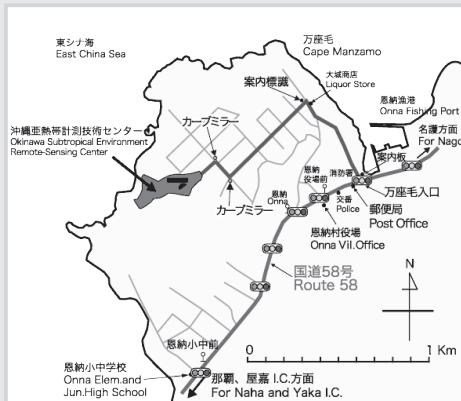 東シナ海
East China Sea
万座毛
Cape Manzamo
大城商店
Liquor Store
案内標識
恩納漁港
Onna Fishing Port
カーブミラー
名護方面
For Nago
沖縄亜熱帯計測技術センター
Okinawa Subtropical Environment
Remote-Sensing Center
案内板
消防署
恩納
役場前
万座毛入口
恩納
Onna
交番
Police
郵便局
Post Office
カーブミラー
恩納村役場
Onna Vil.Office
国道58号
Route 58
N
恩納小中前
0
1 Km
恩納小中学校
Onna Elem.and
Jun.High School
那覇、屋嘉 I.C.方面
For Naha and Yaka I.C.